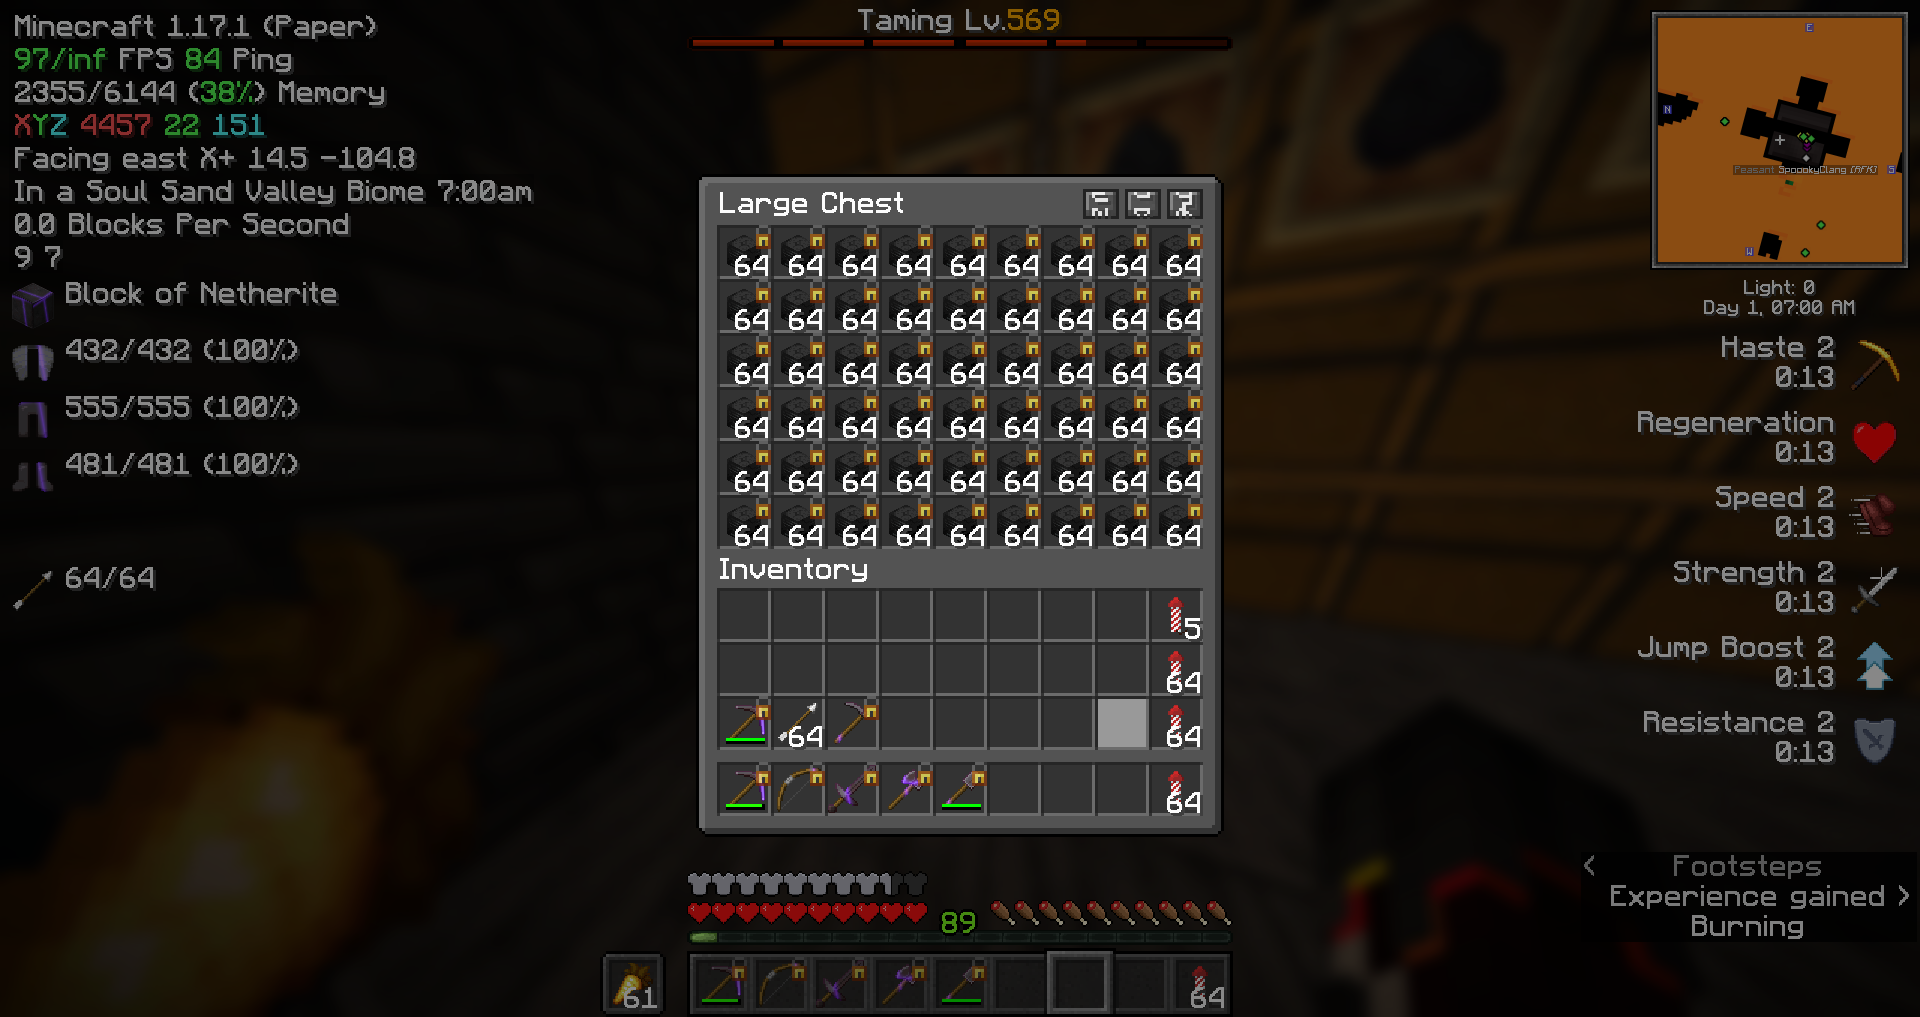 Minecraft 1.17.1 (Paper)
97/inf FPS 84 Ping
2355/6144 (38%) Memory
XYZ 4457 22 151
Facing east X+ 14.5 -104.8
In a Soul Sand Valley Biome 7:00am
0.0 Blocks Per Second
9 7
Block of Netherite
432/432 (100%)
555/555 (100%)
481/481 (100%)
64/64
Taming Lv.569
Large Chest
64 64 64 64 64 64 64 64 64
64 64 64 64 64 64 64 64 64
64 64 64 64 64 64 64 64 64
64 64 64 64 64 64 64 64 64
64 64 64 64 64 64 64 64 64
64 64 64 64 64 64 64 64 64
Inventory
5
64
64 64
64
89
61
64
E
N
Peasant SpoookyClang [AFK] S
W
Light: 0
Day 1, 07:00 AM
Haste 2
0:13
Regeneration
0:13
Speed 2
0:13
Strength 2
0:13
Jump Boost 2
0:13
Resistance 2
0:13
< Footsteps
Experience gained >
Burning